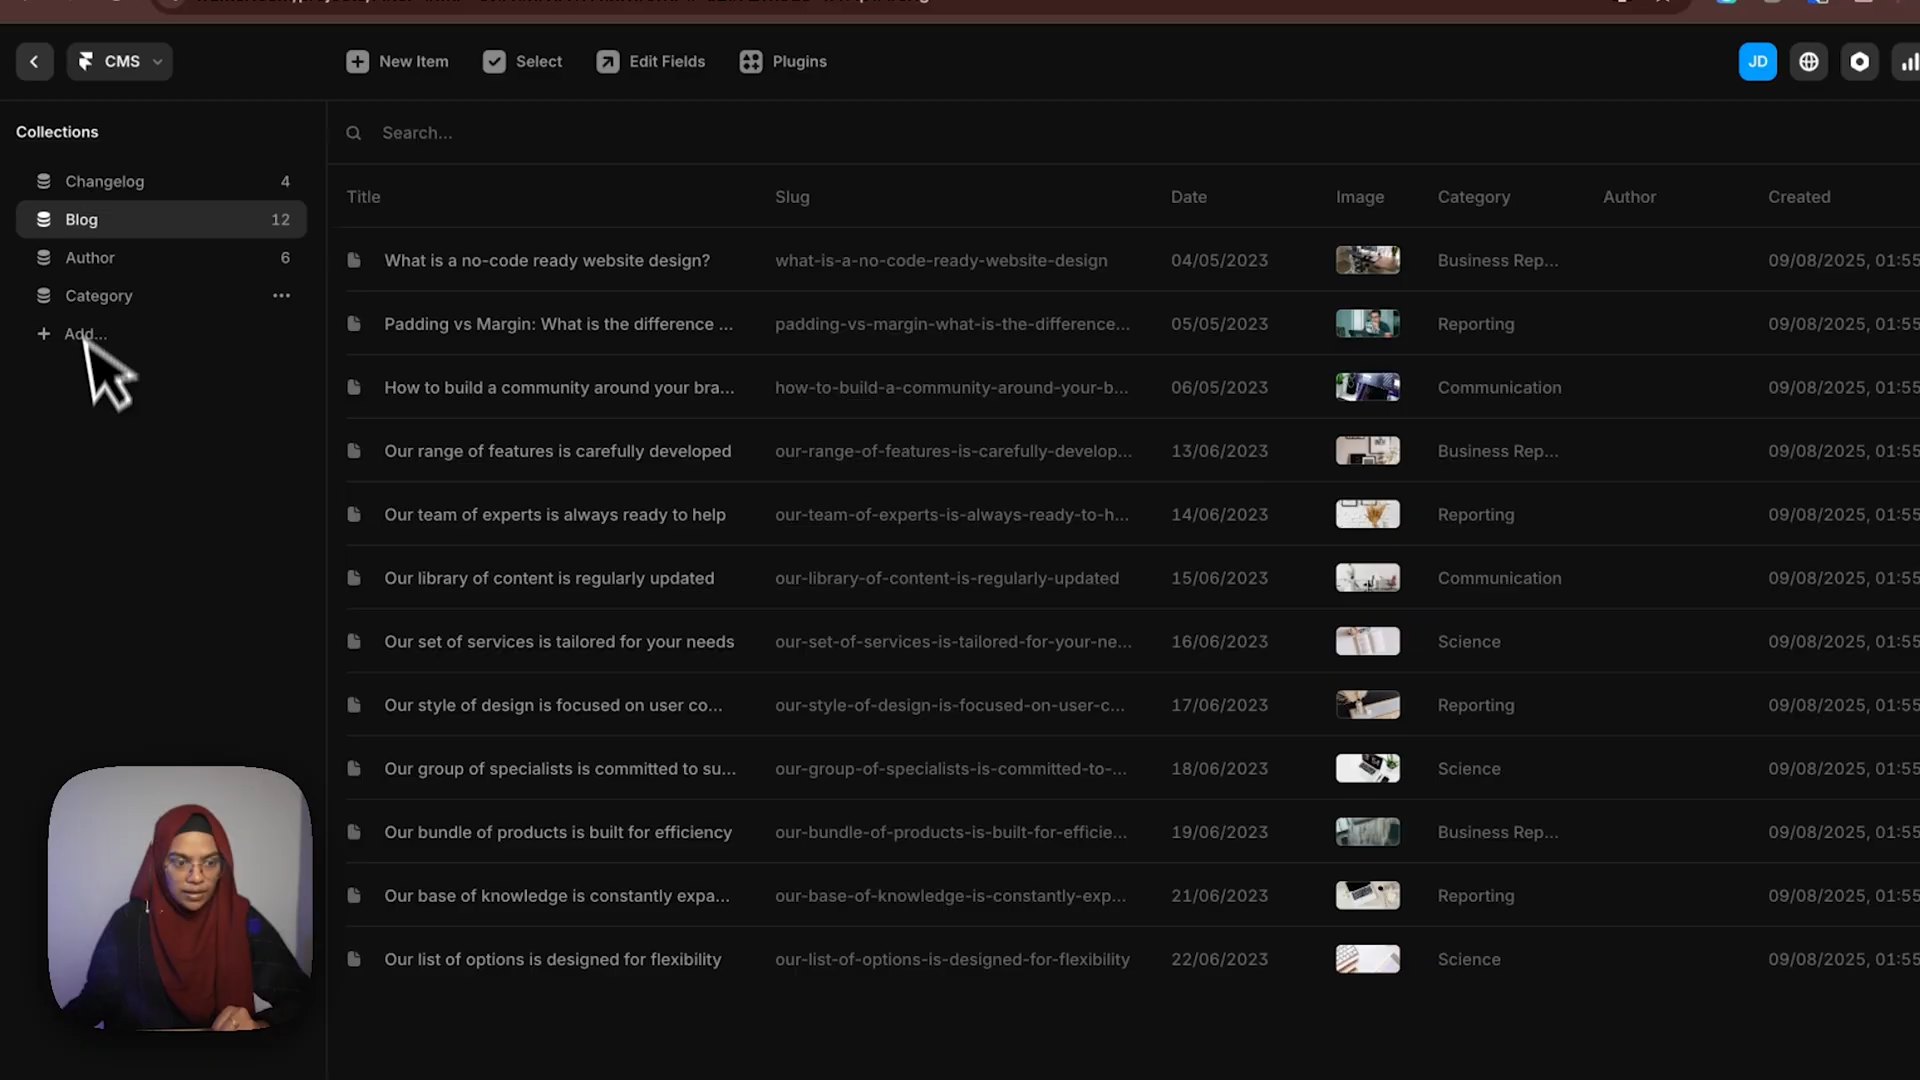 CMS
New Item
Select
Edit Fields
Plugins
JD
Collections
Search...
Changelog 4
Blog 12
Author 6
Category
Add...
Title Slug Date Image Category Author Created
What is a no-code ready website design? what-is-a-no-code-ready-website-design 04/05/2023 Business Rep... 09/08/2025, 01:55
Padding vs Margin: What is the difference ... padding-vs-margin-what-is-the-difference... 05/05/2023 Reporting 09/08/2025, 01:55
How to build a community around your bra... how-to-build-a-community-around-your-b... 06/05/2023 Communication 09/08/2025, 01:55
Our range of features is carefully developed our-range-of-features-is-carefully-develop... 13/06/2023 Business Rep... 09/08/2025, 01:55
Our team of experts is always ready to help our-team-of-experts-is-always-ready-to-h... 14/06/2023 Reporting 09/08/2025, 01:55
Our library of content is regularly updated our-library-of-content-is-regularly-updated 15/06/2023 Communication 09/08/2025, 01:55
Our set of services is tailored for your needs our-set-of-services-is-tailored-for-your-ne... 16/06/2023 Science 09/08/2025, 01:55
Our style of design is focused on user co... our-style-of-design-is-focused-on-user-c... 17/06/2023 Reporting 09/08/2025, 01:55
Our group of specialists is committed to su... our-group-of-specialists-is-committed-to-... 18/06/2023 Science 09/08/2025, 01:55
Our bundle of products is built for efficiency our-bundle-of-products-is-built-for-efficie... 19/06/2023 Business Rep... 09/08/2025, 01:55
Our base of knowledge is constantly expa... our-base-of-knowledge-is-constantly-exp... 21/06/2023 Reporting 09/08/2025, 01:55
Our list of options is designed for flexibility our-list-of-options-is-designed-for-flexibility 22/06/2023 Science 09/08/2025, 01:55